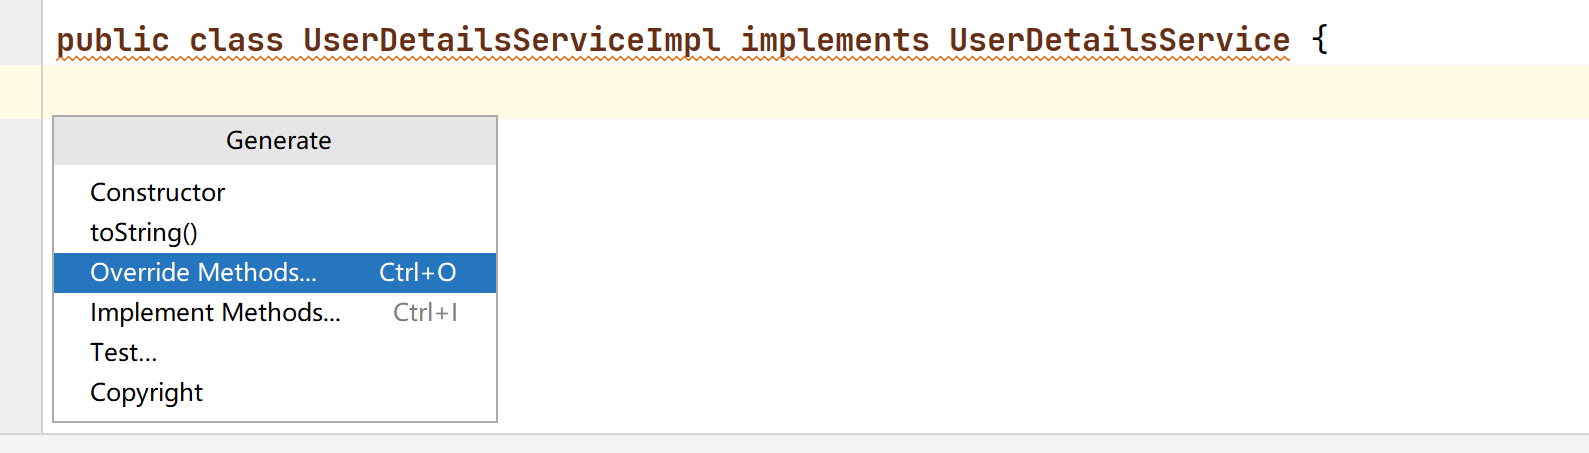 public class UserDetailsServiceImpl implements UserDetailsService {
Generate
Constructor
toString()
Override Methods... Ctrl+O
Implement Methods... Ctrl+I
Test...
Copyright